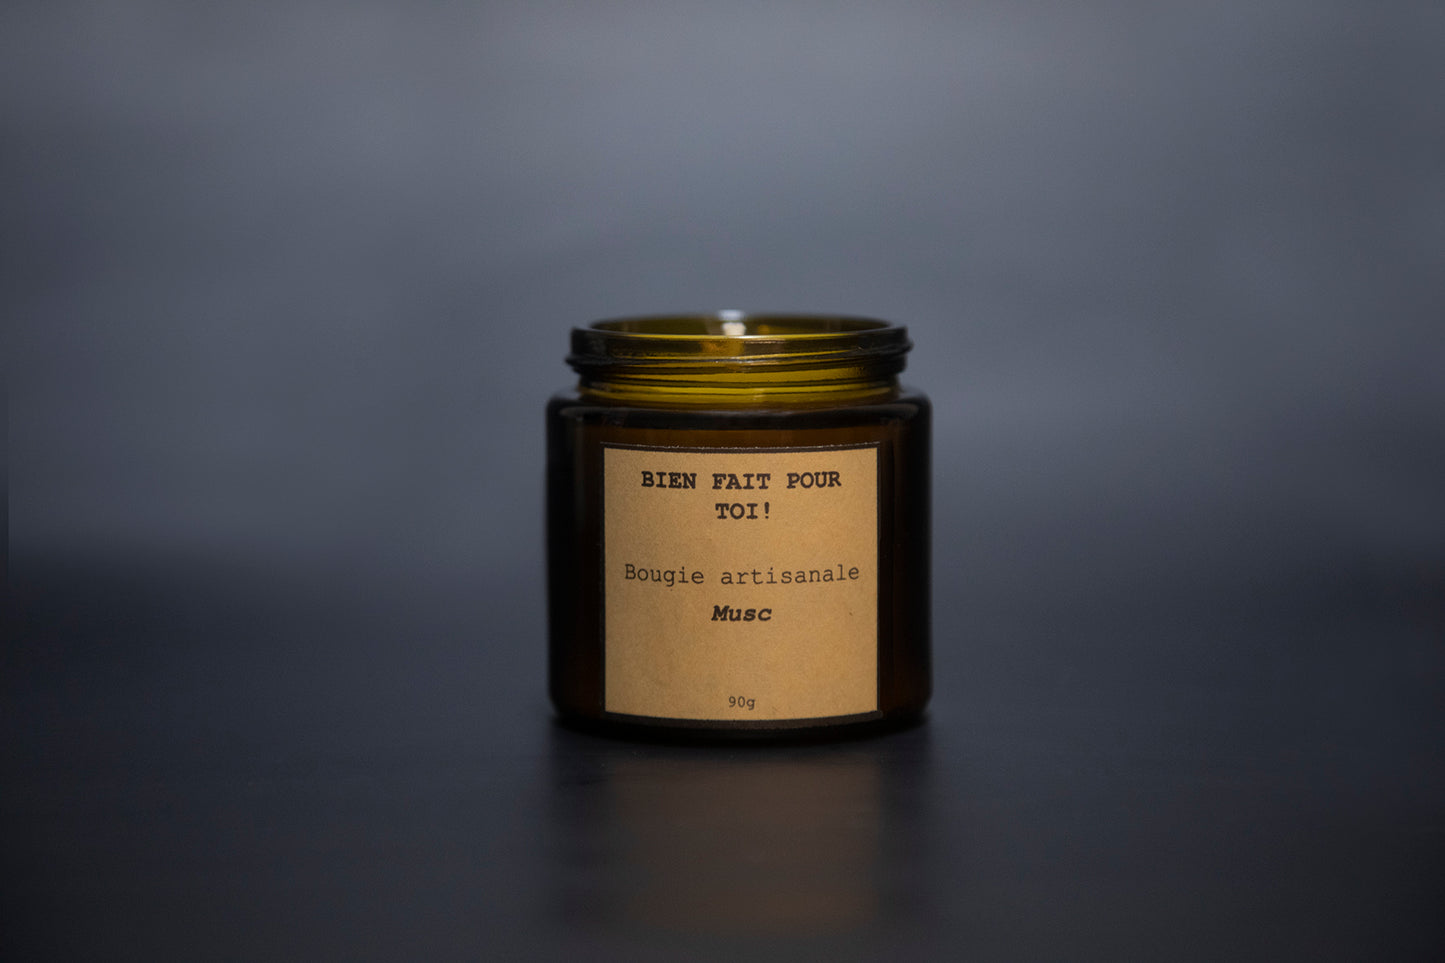 BIEN FAIT POUR
TOI!
Bougie artisanale
Musc
90g